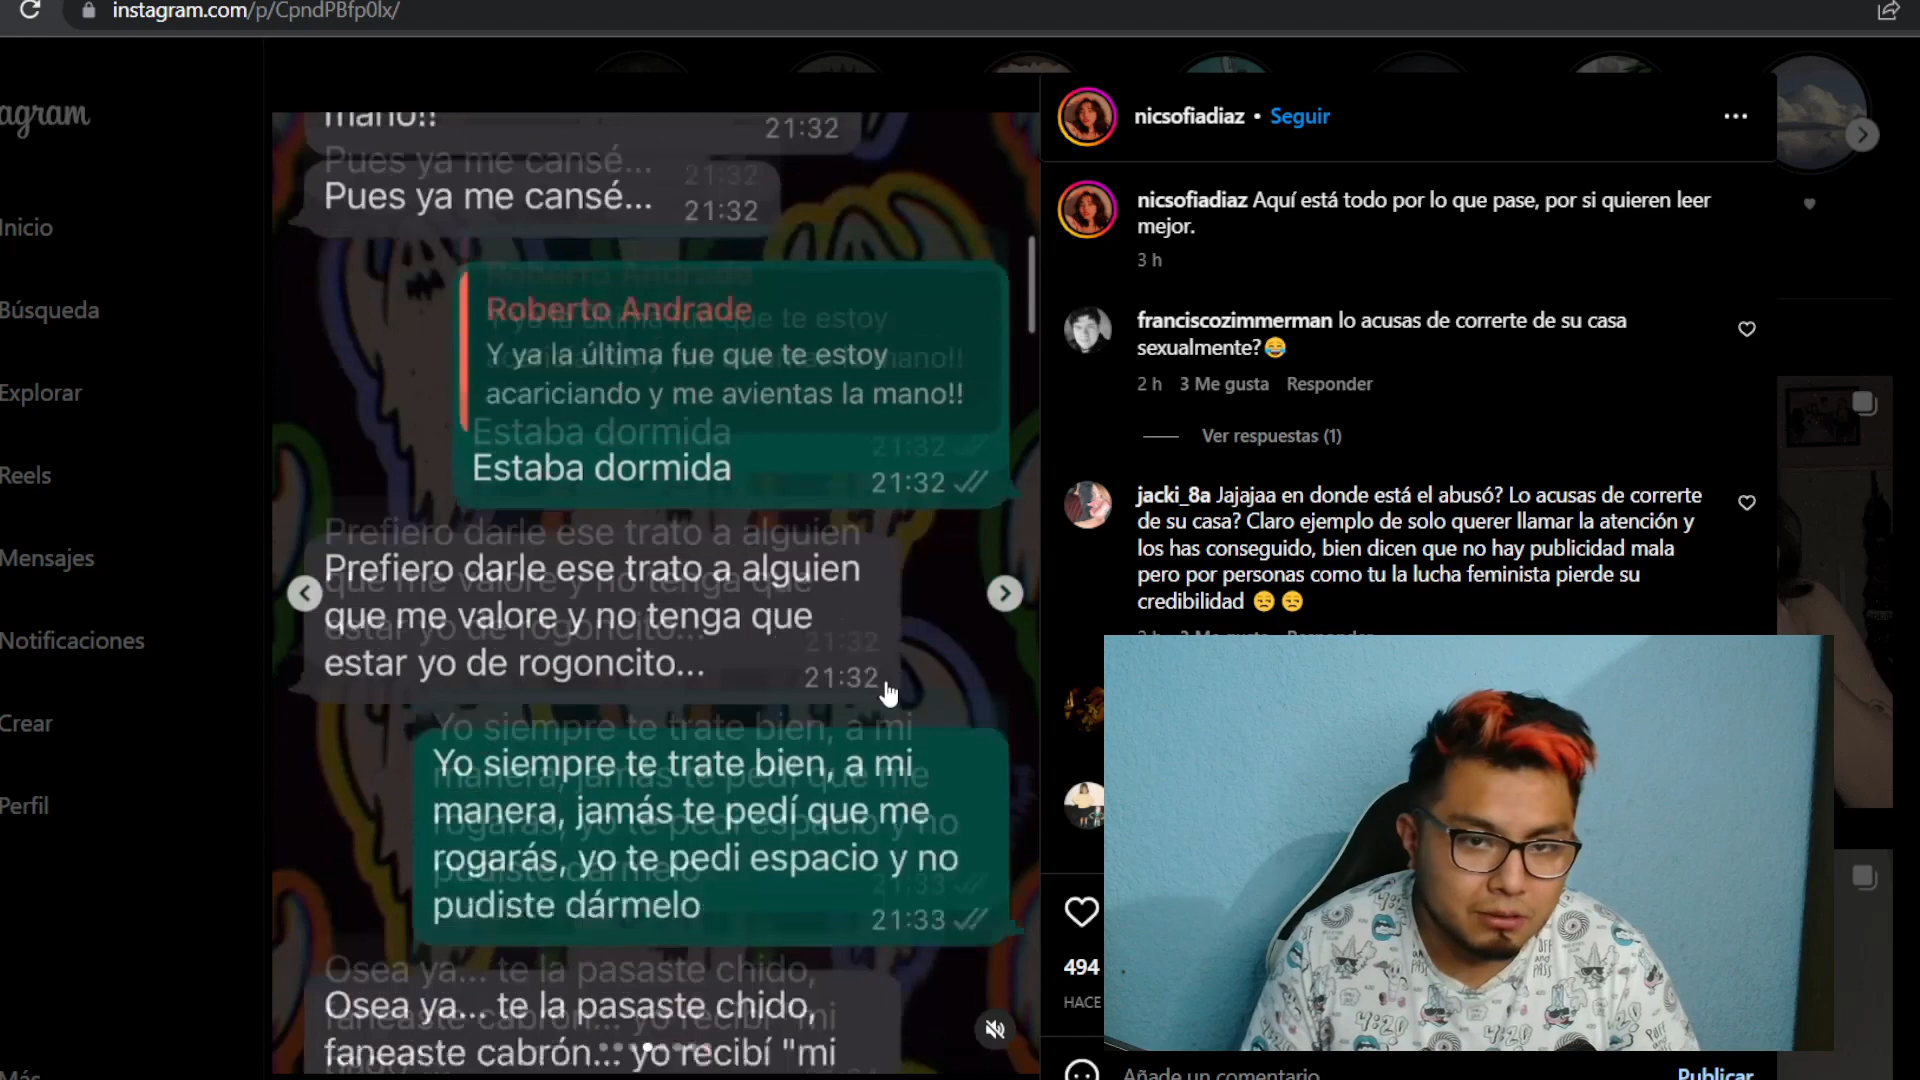 instagram.com/p/CpndPBfp0lx/
agram
Inicio
Búsqueda
Explorar
Reels
Mensajes
Notificaciones
Crear
Perfil
Más
mano!!
21:32
Pues ya me cansé...
21:32
Roberto Andrade
Y ya la última fue que te estoy
acariciando y me avientas la mano!!
Estaba dormida
21:32
Prefiero darle ese trato a alguien
que me valore y no tenga que
estar yo de rogoncito...
21:32
Yo siempre te trate bien, a mi
manera, jamás te pedí que me
rogarás, yo te pedi espacio y no
pudiste dármelo
21:33
Osea ya... te la pasaste chido,
faneaste cabrón... yo recibí "mi
nicsofiadiaz • Seguir
nicsofiadiaz Aquí está todo por lo que pase, por si quieren leer
mejor.
3 h
franciscozimmerman lo acusas de correrte de su casa
sexualmente?😂
2 h 3 Me gusta Responder
Ver respuestas (1)
jacki_8a Jajajaa en donde está el abusó? Lo acusas de correrte
de su casa? Claro ejemplo de solo querer llamar la atención y
los has conseguido, bien dicen que no hay publicidad mala
pero por personas como tu la lucha feminista pierde su
credibilidad 😒 😒
3 Me gusta Responder
494
HACE
Añade un comentario
Publicar
4:20
4:20